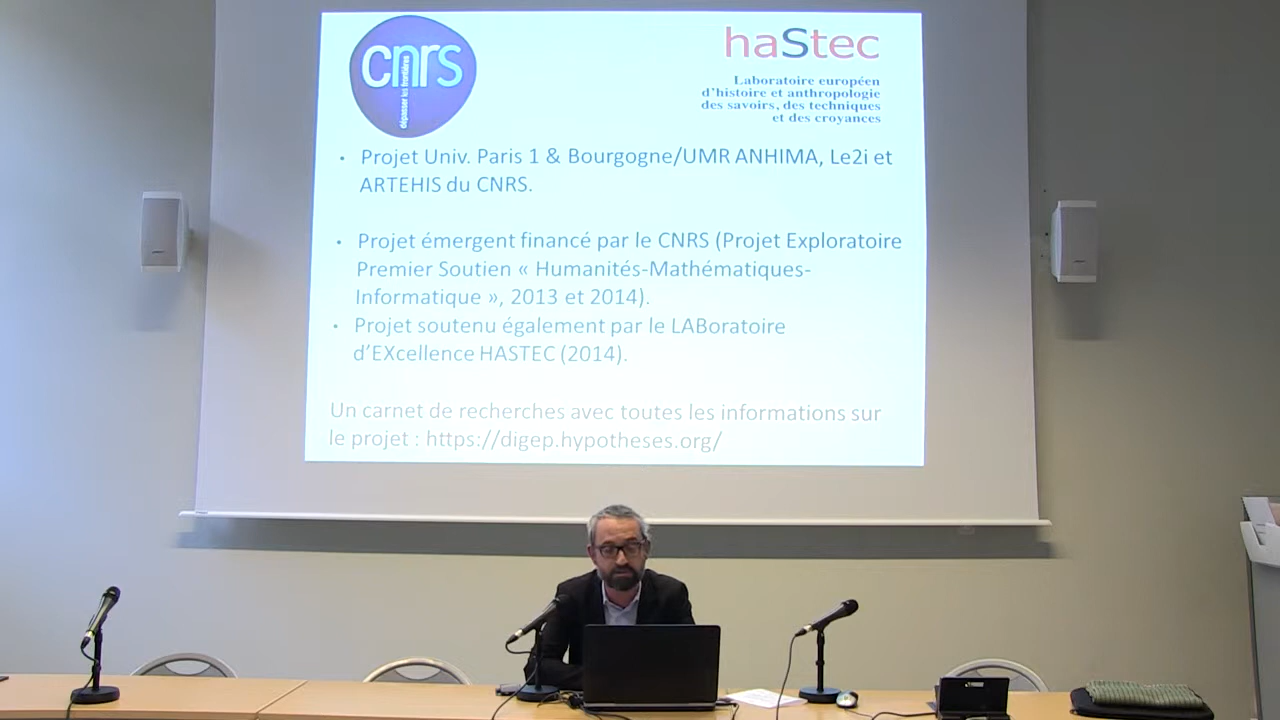 cnrs
dépasser les frontières
haStec
Laboratoire européen
d'histoire et anthropologie
des savoirs, des techniques
et des croyances
• Projet Univ. Paris 1 & Bourgogne/UMR ANHIMA, Le2i et
ARTEHIS du CNRS.
• Projet émergent financé par le CNRS (Projet Exploratoire
Premier Soutien « Humanités-Mathématiques-
Informatique », 2013 et 2014).
• Projet soutenu également par le LABoratoire
d'EXcellence HASTEC (2014).
Un carnet de recherches avec toutes les informations sur
le projet : https://digep.hypotheses.org/